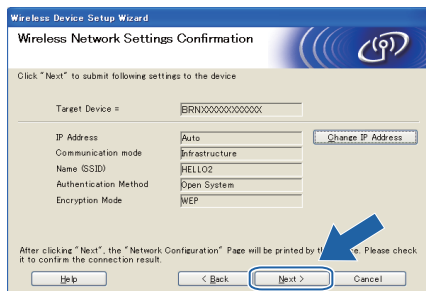 Wireless Device Setup Wizard
Wireless Network Settings Confirmation
Click "Next" to submit following settings to the device
Target Device = BRNXXXXXXXXXXXX
IP Address Auto Change IP Address
Communication mode Infrastructure
Name (SSID) HELLO2
Authentication Method Open System
Encryption Mode WEP
After clicking "Next", the "Network Configuration" Page will be printed by Please check
it to confirm the connection result.
Help < Back Next > Cancel